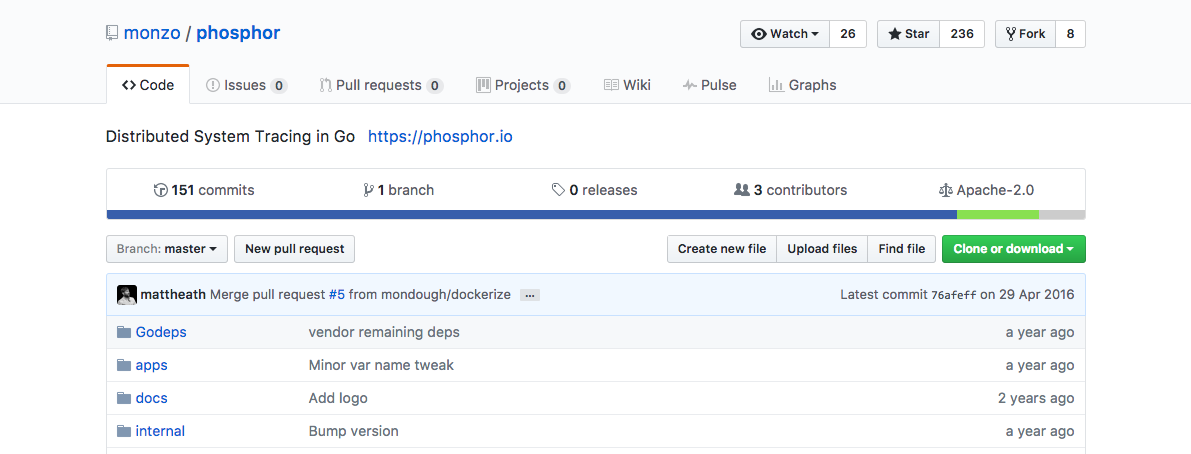 monzo / phosphor Watch 26 Star 236 Fork 8
Code Issues 0 Pull requests 0 Projects 0 Wiki Pulse Graphs
Distributed System Tracing in Go https://phosphor.io
151 commits 1 branch 0 releases 3 contributors Apache-2.0
Branch: master New pull request Create new file Upload files Find file Clone or download
mattheath Merge pull request #5 from mondough/dockerize ... Latest commit 76afeff on 29 Apr 2016
Godeps vendor remaining deps a year ago
apps Minor var name tweak a year ago
docs Add logo 2 years ago
internal Bump version a year ago